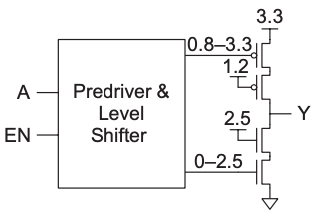 3.3
0.8–3.3
1.2
A
Predriver &
Level
Shifter
Y
2.5
EN
0–2.5